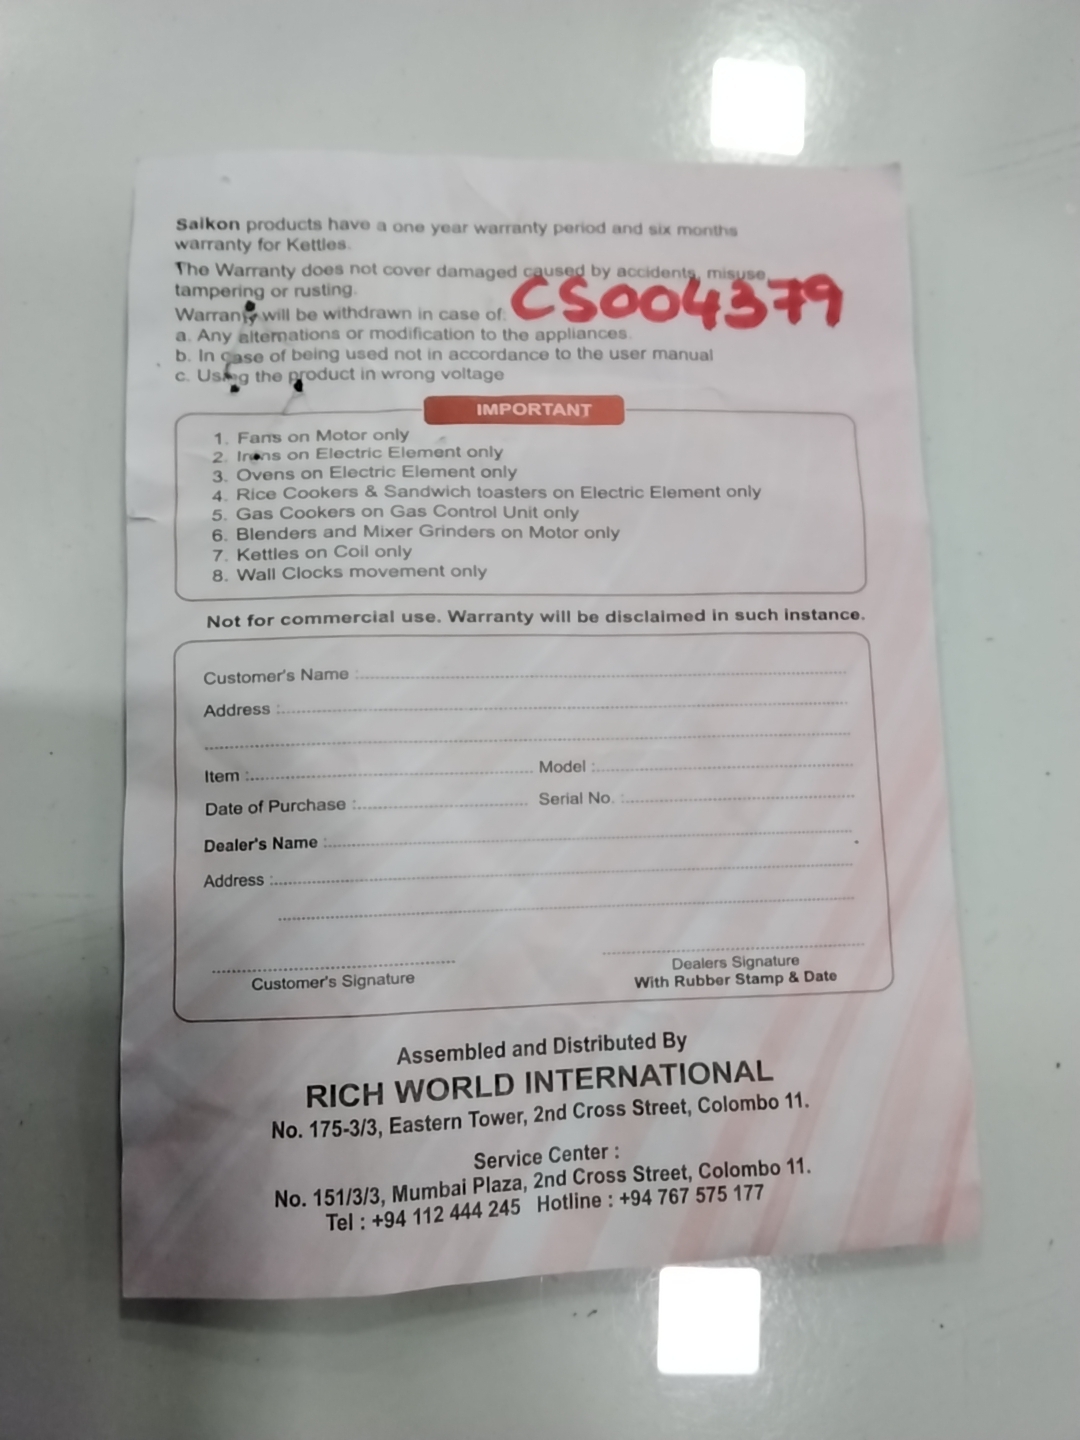 Saikon products have a one year warranty period and six months
warranty for Kettles.
The Warranty does not cover damaged caused by accidents, misuse,
tampering or rusting.
CS004379
Warranty will be withdrawn in case of:
a. Any alternations or modification to the appliances.
b. In case of being used not in accordance to the user manual
c. Using the product in wrong voltage
IMPORTANT
1. Fans on Motor only
2. Irons on Electric Element only
3. Ovens on Electric Element only
4. Rice Cookers & Sandwich toasters on Electric Element only
5. Gas Cookers on Gas Control Unit only
6. Blenders and Mixer Grinders on Motor only
7. Kettles on Coil only
8. Wall Clocks movement only
Not for commercial use. Warranty will be disclaimed in such instance.
Customer's Name :
Address :
Item : Model :
Date of Purchase : Serial No. :
Dealer's Name :
Address :
Customer's Signature
Dealers Signature
With Rubber Stamp & Date
Assembled and Distributed By
RICH WORLD INTERNATIONAL
No. 175-3/3, Eastern Tower, 2nd Cross Street, Colombo 11.
Service Center :
No. 151/3/3, Mumbai Plaza, 2nd Cross Street, Colombo 11.
Tel : +94 112 444 245 Hotline : +94 767 575 177